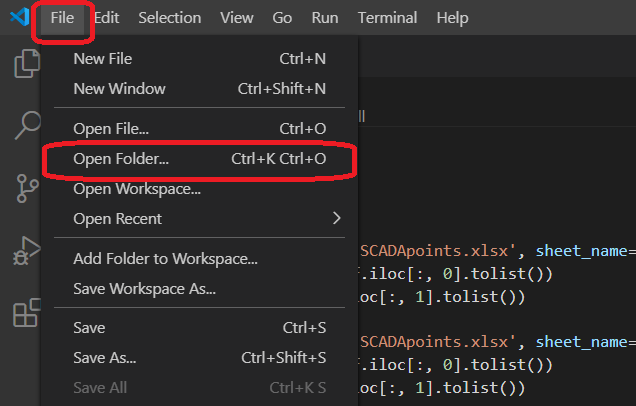 File Edit Selection View Go Run Terminal Help
New File Ctrl+N
New Window Ctrl+Shift+N
Open File... Ctrl+O
ll
Open Folder... Ctrl+K Ctrl+O
Open Workspace...
Open Recent
SCADApoints.xlsx', sheet_name=
Add Folder to Workspace...
f.iloc[:, 0].tolist())
Save Workspace As...
oc[:, 1].tolist())
Save Ctrl+S
SCADApoints.xlsx', sheet_name=
Save As... Ctrl+Shift+S
f.iloc[:, 0].tolist())
Save All Ctrl+K S
oc[:, 1].tolist())